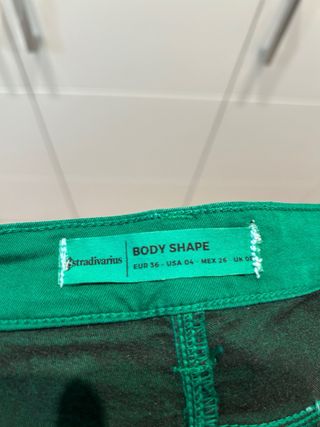 stradivarius
BODY SHAPE
EUR 36 - USA 04 - MEX 26 - UK